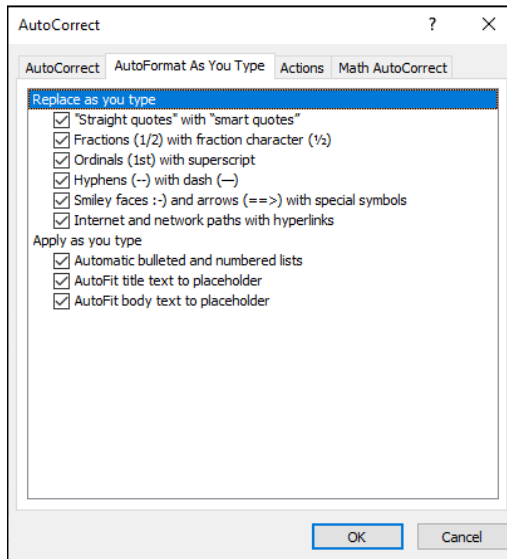 AutoCorrect ? ×
AutoCorrect AutoFormat As You Type Actions Math AutoCorrect
Replace as you type
"Straight quotes" with “smart quotes”
Fractions (1/2) with fraction character (½)
Ordinals (1st) with superscript
Hyphens (--) with dash (—)
Smiley faces :-) and arrows (==>) with special symbols
Internet and network paths with hyperlinks
Apply as you type
Automatic bulleted and numbered lists
AutoFit title text to placeholder
AutoFit body text to placeholder
OK Cancel